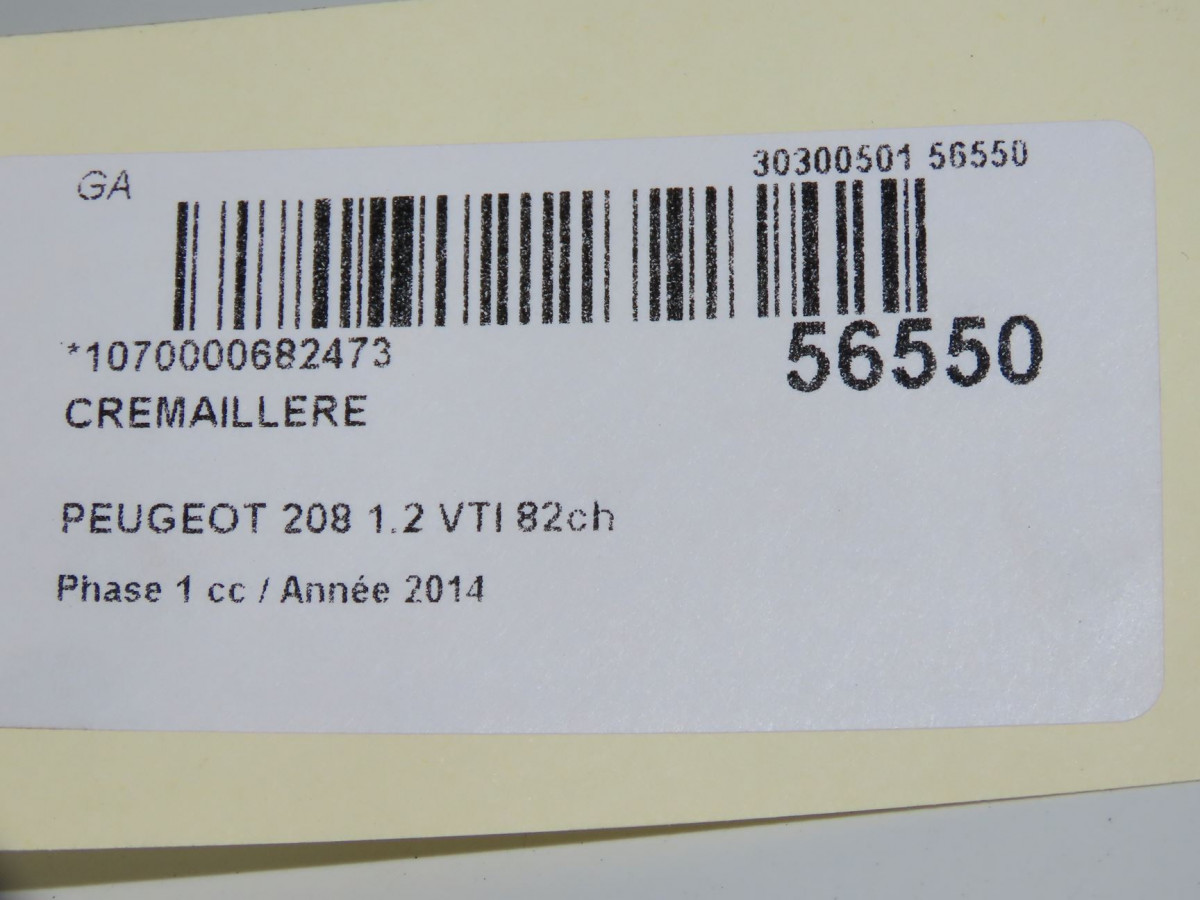 GA
30300501 56550
*1070000682473
56550
CREMAILLERE
PEUGEOT 208 1.2 VTI 82ch
Phase 1 cc / Année 2014